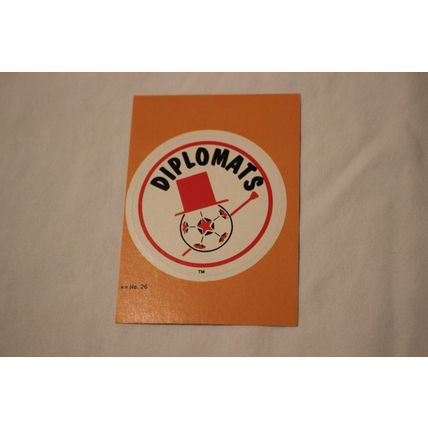 DIPLOMATS
TM
★= No. 26